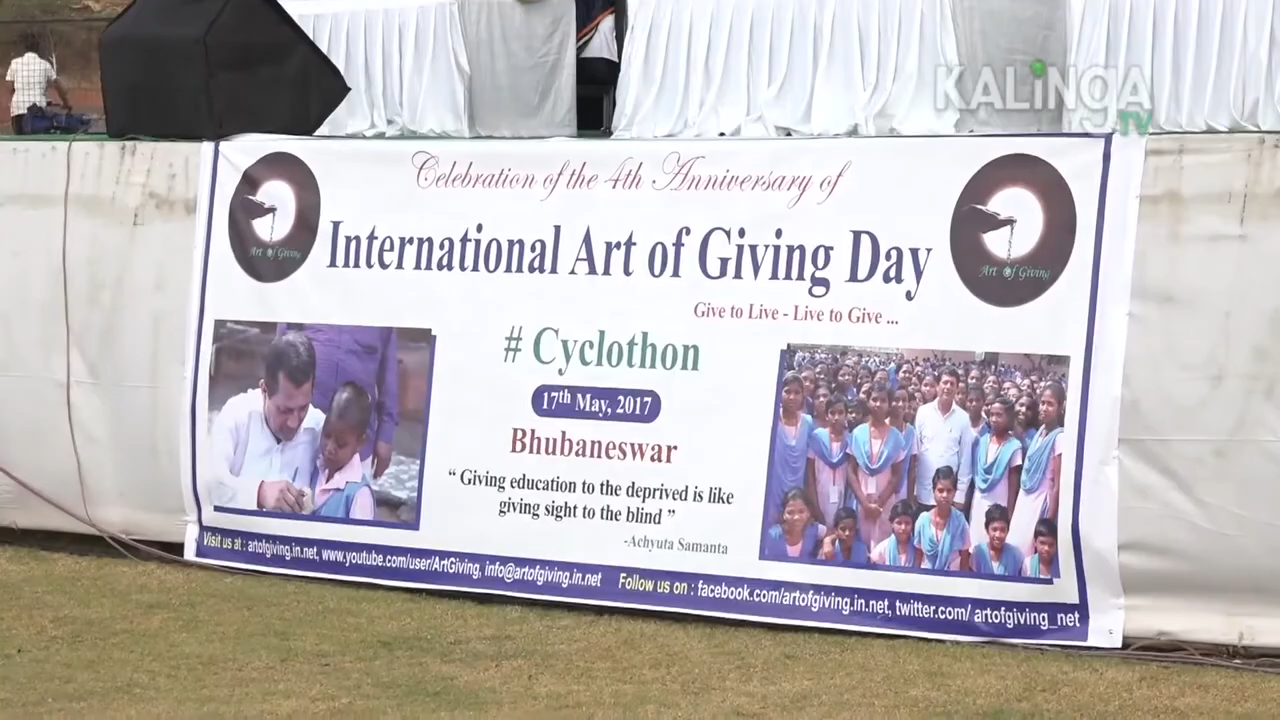 KALINGA
TV
Celebration of the 4th Anniversary of
International Art of Giving Day
Give to Live - Live to Give ...
Art of Giving
Art of Giving
# Cyclothon
17th May, 2017
Bhubaneswar
“ Giving education to the deprived is like
giving sight to the blind ”
-Achyuta Samanta
Visit us : artofgiving.in.net, www.youtube.com/user/ArtGiving, info@artofgiving.in.net Follow us on : facebook.com/artofgiving.in.net, twitter.com/ artofgiving_net